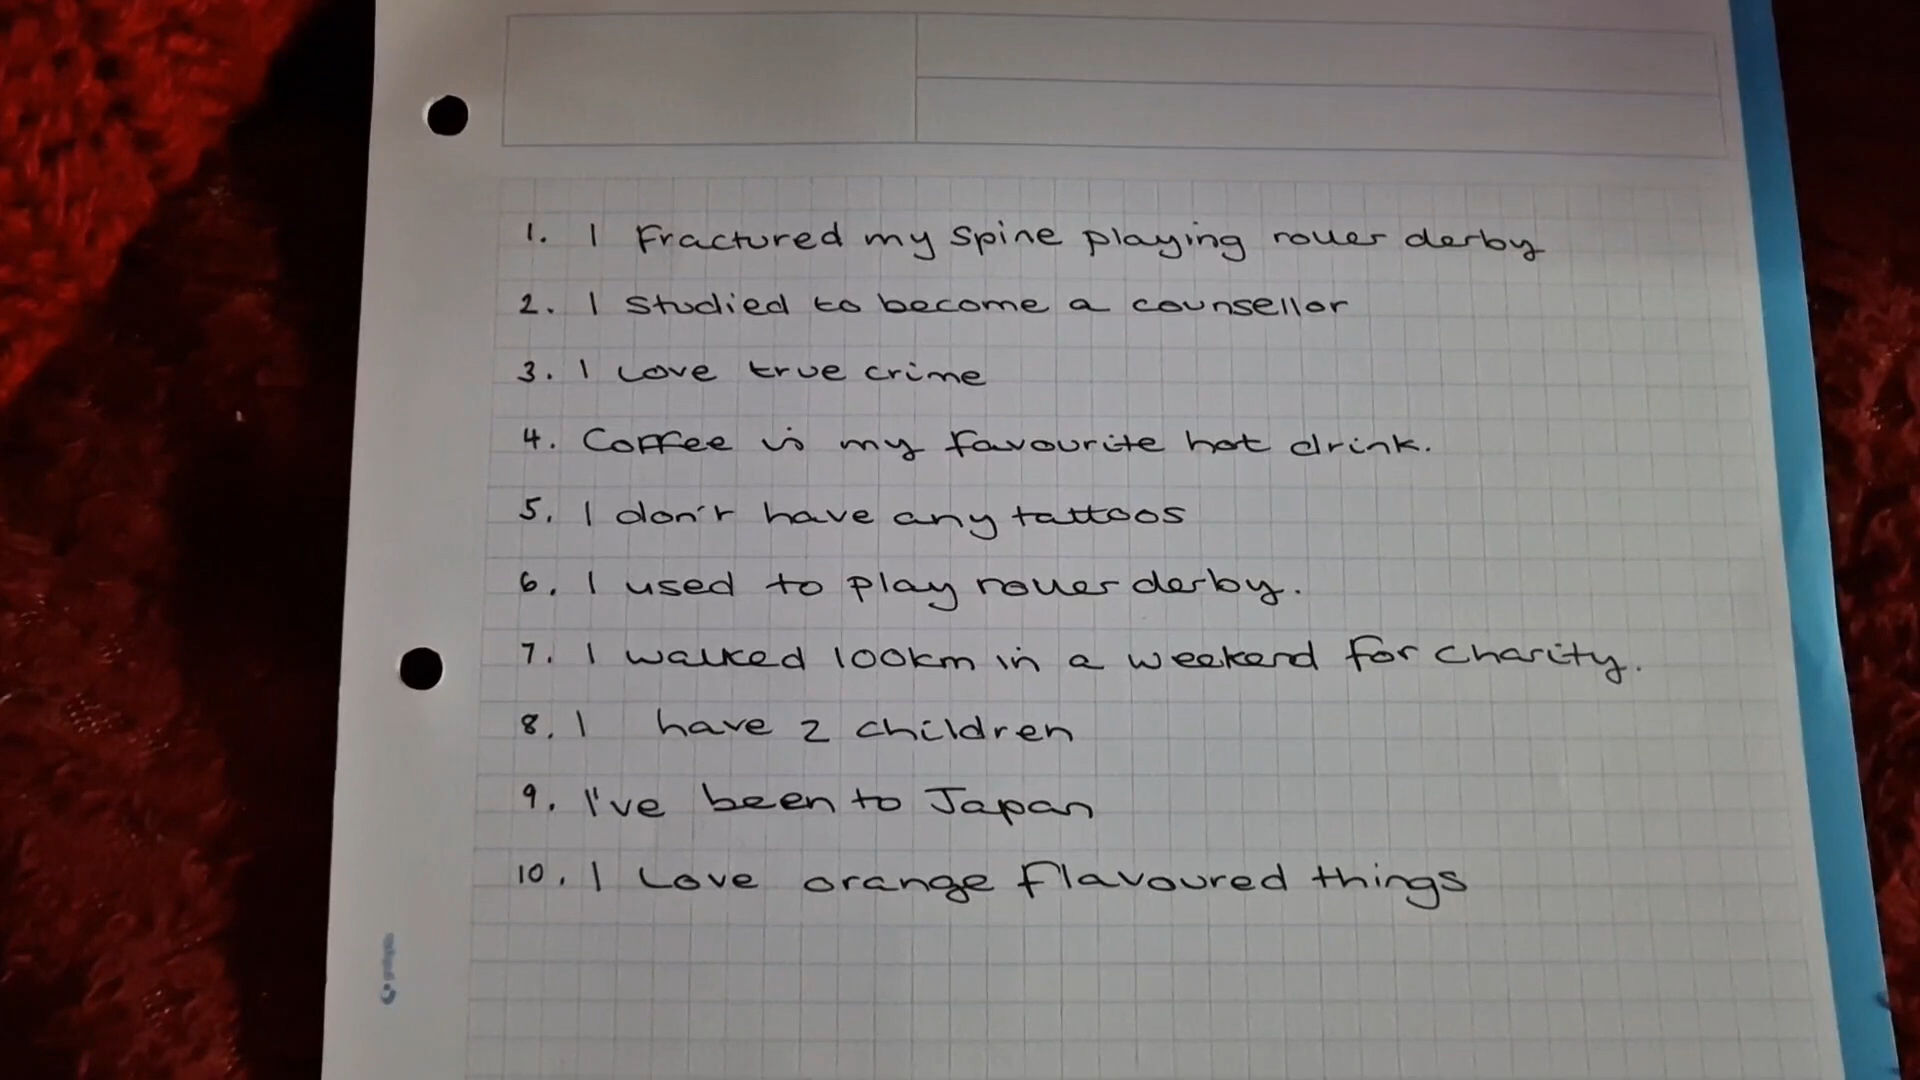 1. I Fractured my spine playing roller derby
2. I studied to become a counsellor
3. I Love true crime
4. Coffee is my favourite hot drink.
5. I don't have any tattoos
6. I used to play roller derby.
7. I walked 100km in a weekend for charity.
8. I have 2 children
9. I've been to Japan
10. I Love orange flavoured things